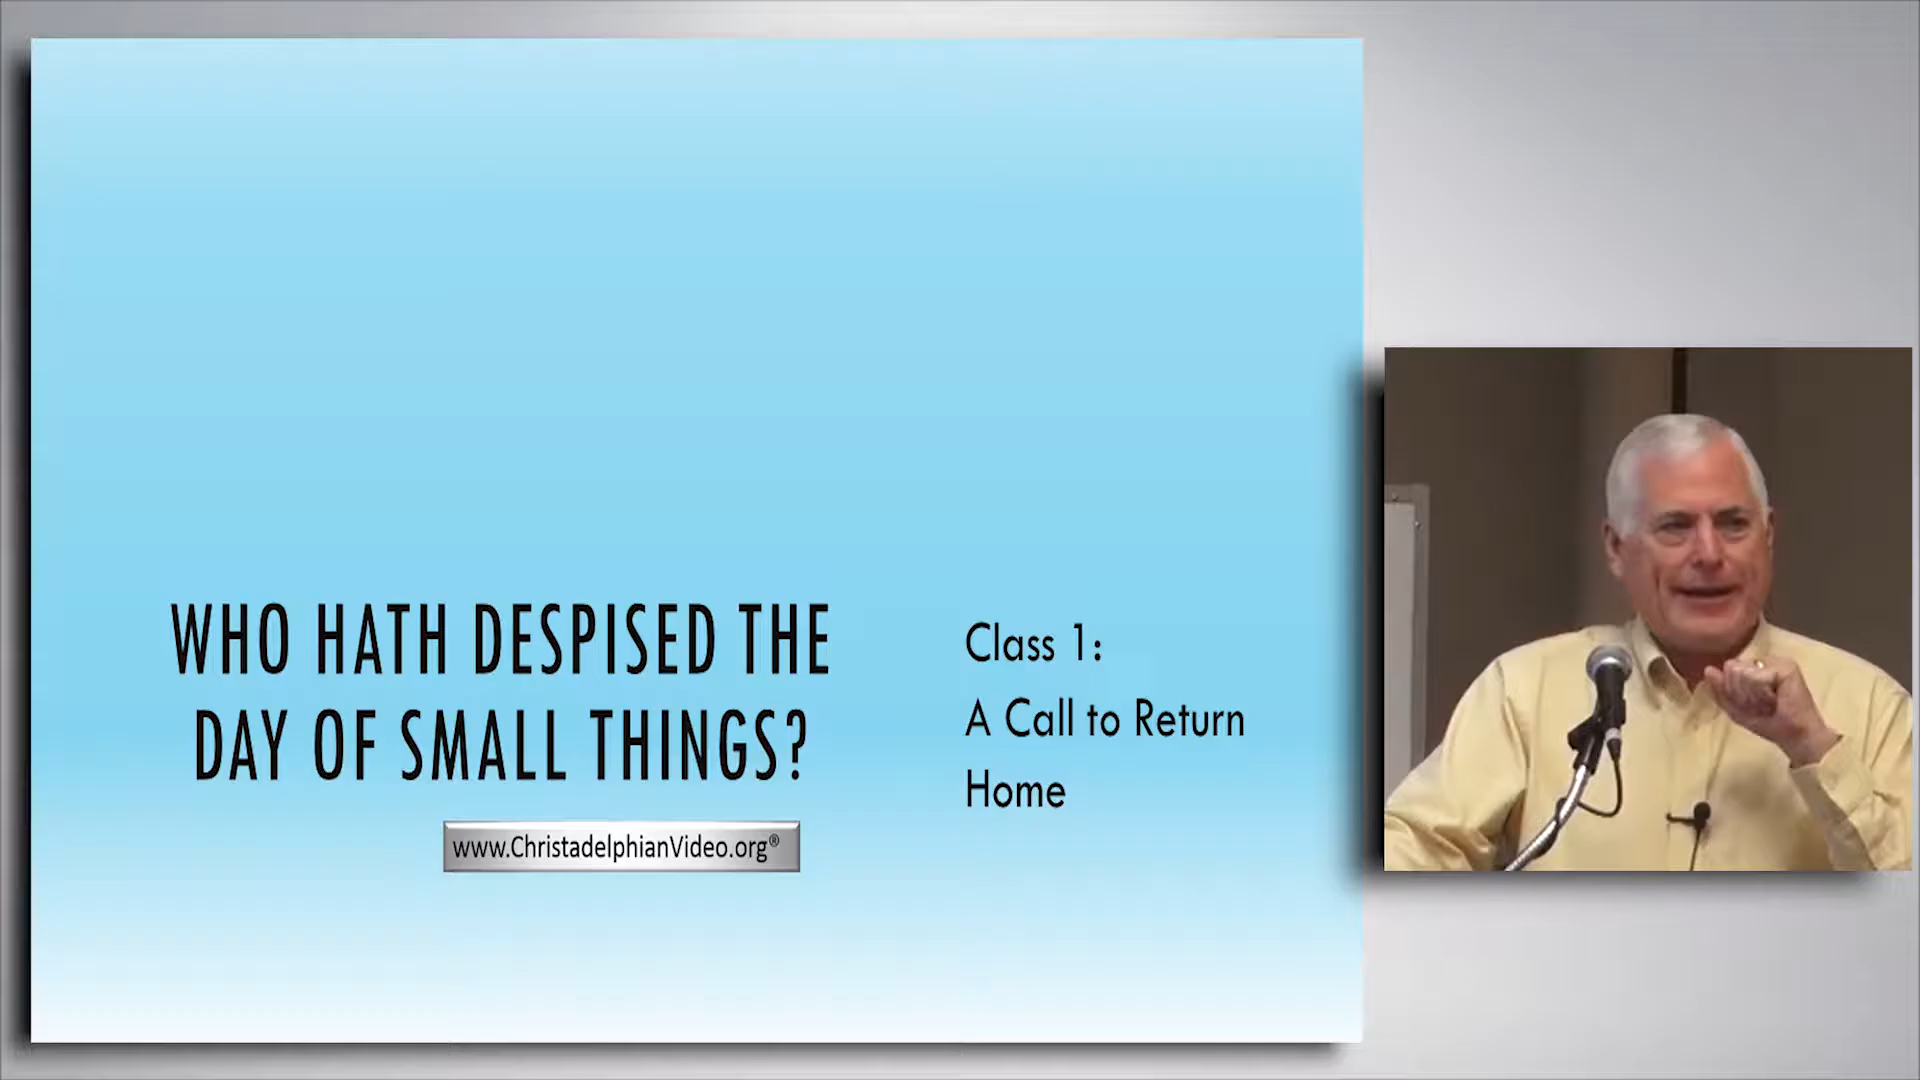 WHO HATH DESPISED THE
DAY OF SMALL THINGS?
www.ChristadelphianVideo.org®
Class 1:
A Call to Return
Home